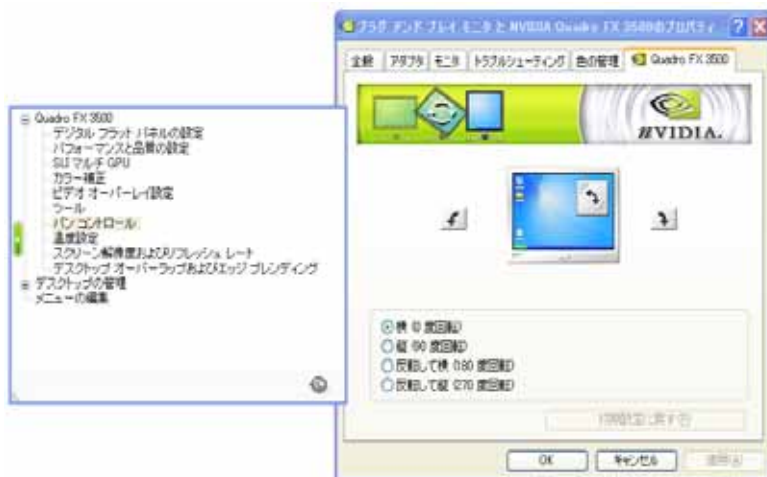 プラグ アンド プレイ モニタ と NVIDIA Quadro FX 3500のプロパティ
全般 アダプタ モニタ トラブルシューティング 色の管理 Quadro FX 3500
NVIDIA.
Quadro FX 3500
デジタル フラット パネルの設定
パフォーマンスと品質の設定
SLI マルチ GPU
カラー補正
ビデオ オーバーレイ設定
ツール
パン コントロール
温度設定
スクリーン解像度およびリフレッシュ レート
デスクトップ オーバーラップおよびエッジ ブレンディング
デスクトップの管理
メニューの編集
横 (0 度回転)
縦 (90 度回転)
反転して横 (180 度回転)
反転して縦 (270 度回転)
初期設定に戻す
OK キャンセル 適用(A)